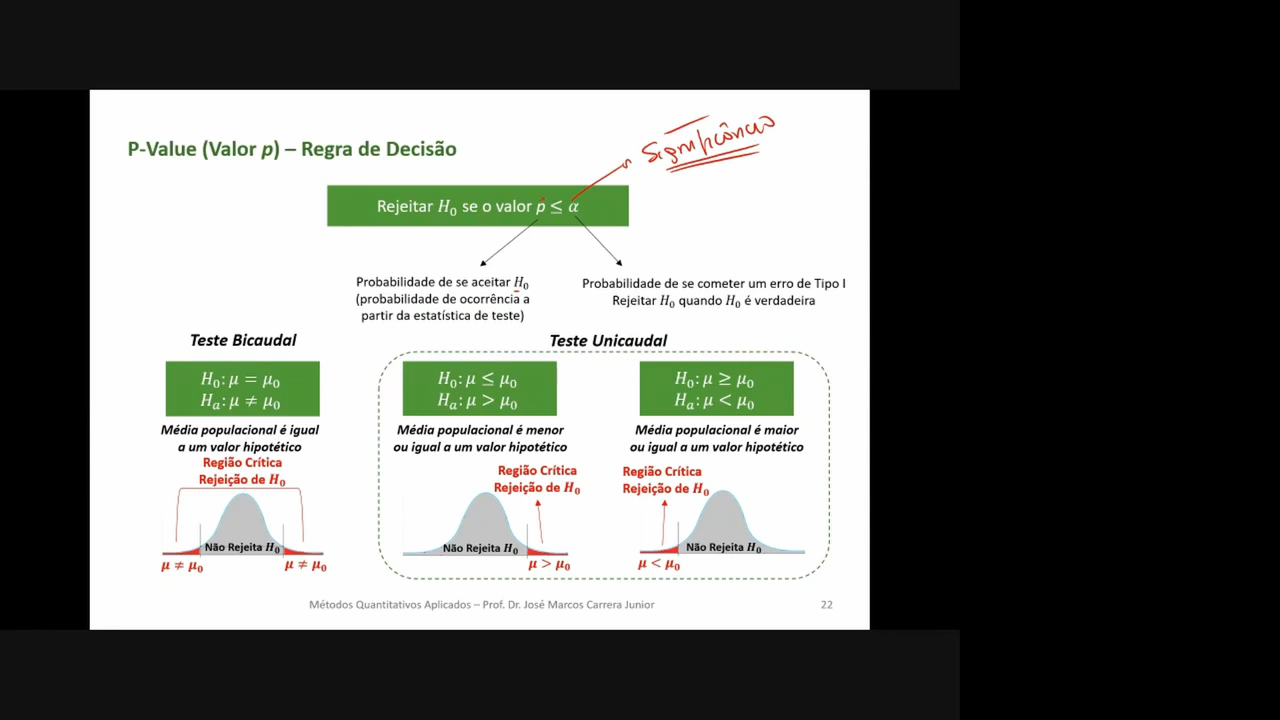 P-Value (Valor p) – Regra de Decisão
Significância
Rejeitar H₀ se o valor p ≤ α
Probabilidade de se aceitar H₀
(probabilidade de ocorrência a
partir da estatística de teste)
Probabilidade de se cometer um erro de Tipo I
Rejeitar H₀ quando H₀ é verdadeira
Teste Bicaudal
H₀: μ = μ₀
Hₐ: μ ≠ μ₀
Média populacional é igual
a um valor hipotético
Região Crítica
Rejeição de H₀
Não Rejeita H₀
μ ≠ μ₀
μ ≠ μ₀
Teste Unicaudal
H₀: μ ≤ μ₀
Hₐ: μ > μ₀
Média populacional é menor
ou igual a um valor hipotético
Região Crítica
Rejeição de H₀
Não Rejeita H₀
μ > μ₀
H₀: μ ≥ μ₀
Hₐ: μ < μ₀
Média populacional é maior
ou igual a um valor hipotético
Região Crítica
Rejeição de H₀
Não Rejeita H₀
μ < μ₀
Métodos Quantitativos Aplicados – Prof. Dr. José Marcos Carrera Junior
22